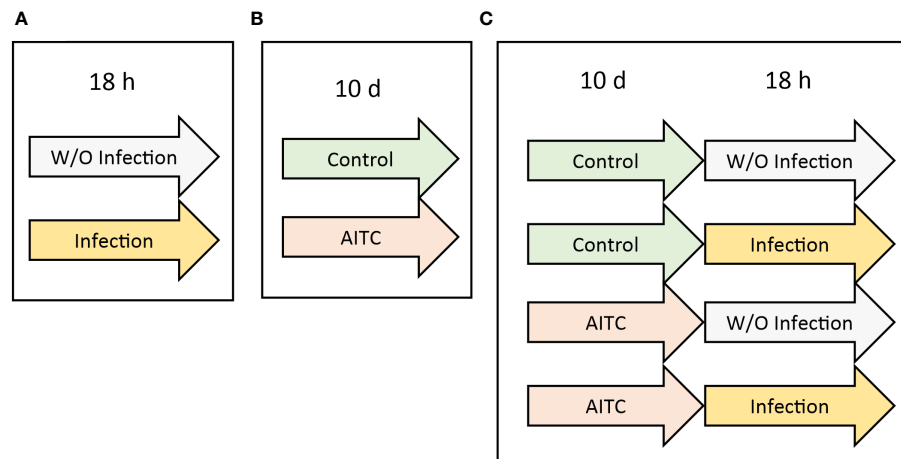 A
B
C
18 h
W/O Infection
Infection
10 d
Control
AITC
10 d
18 h
Control
W/O Infection
Control
Infection
AITC
W/O Infection
AITC
Infection